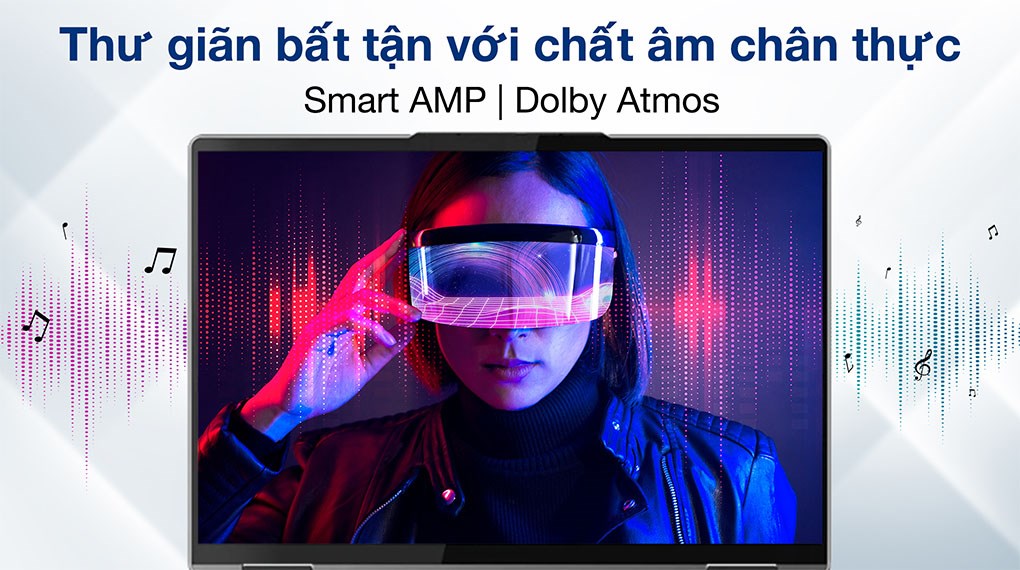 Thư giãn bất tận với chất âm chân thực
Smart AMP | Dolby Atmos